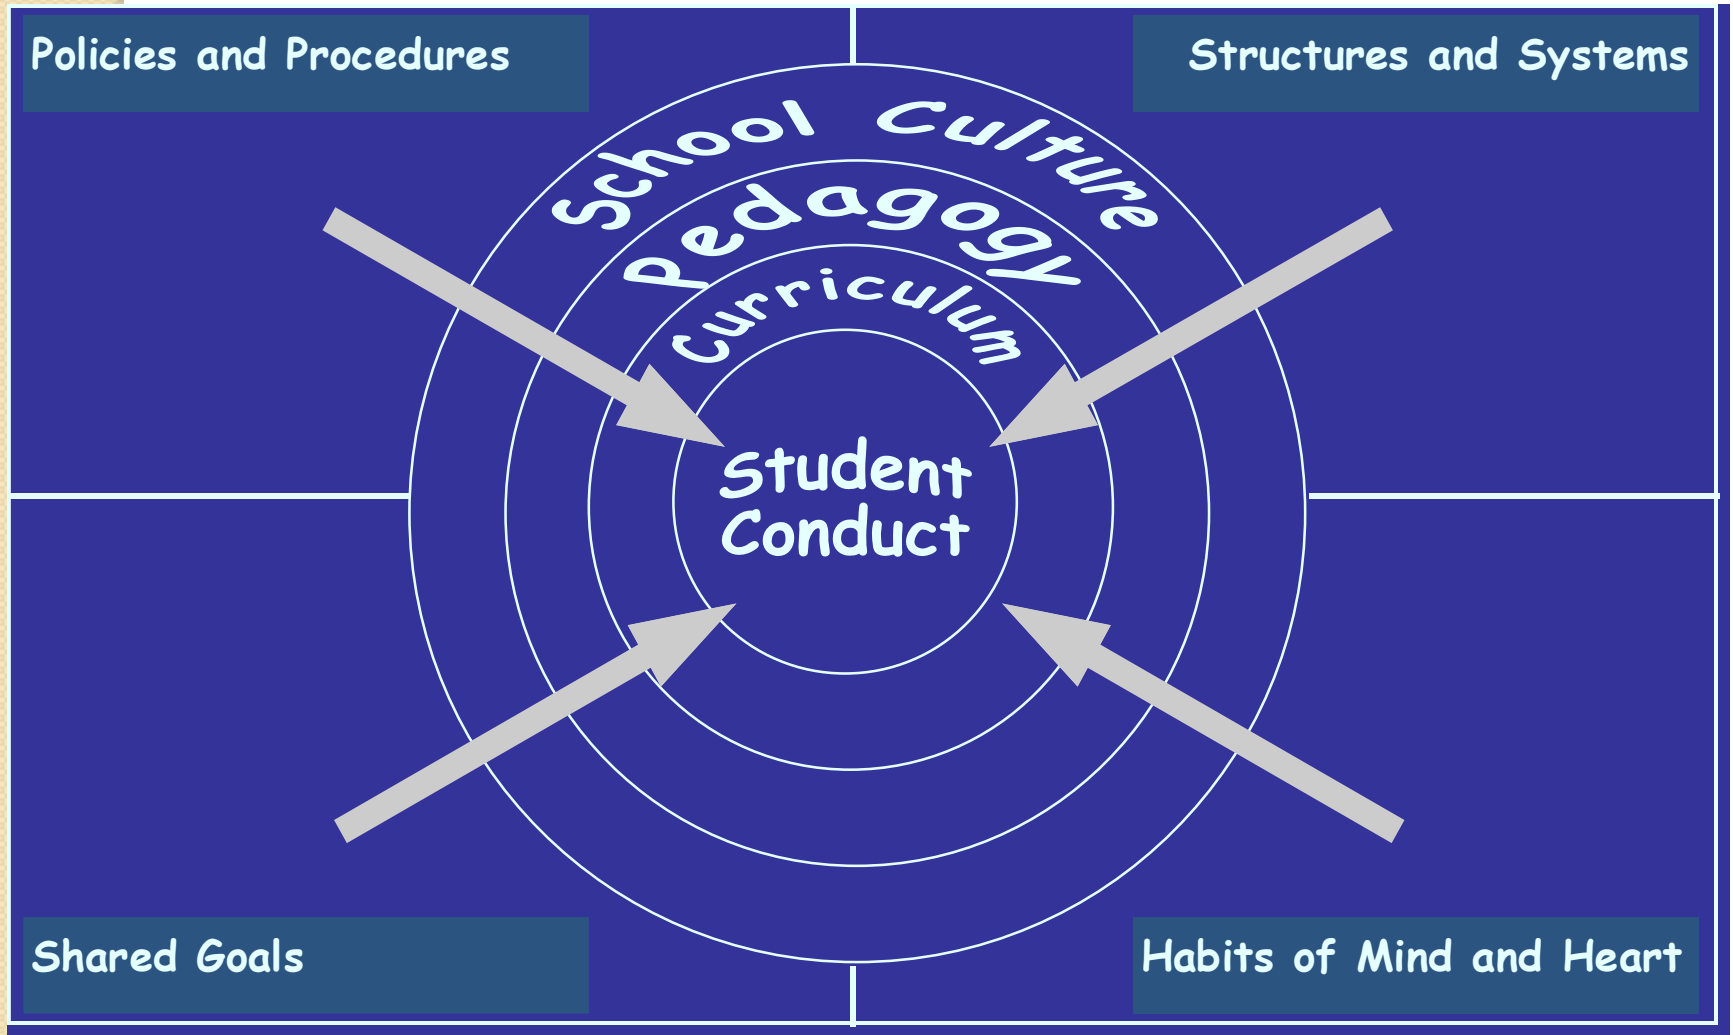 Policies and Procedures
Structures and Systems
School Culture
Pedagogy
Curriculum
Student
Conduct
Shared Goals
Habits of Mind and Heart